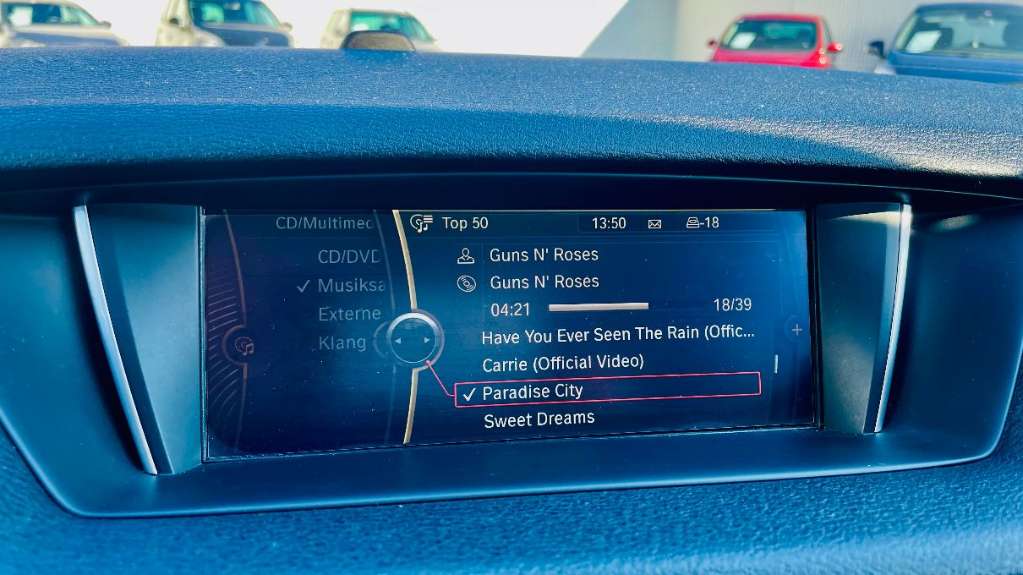 CD/Multimed
Top 50
13:50
-18
CD/DVD
Musiksa
Externe
Klang
Guns N' Roses
Guns N' Roses
04:21
18/39
Have You Ever Seen The Rain (Offic...
Carrie (Official Video)
Paradise City
Sweet Dreams
+